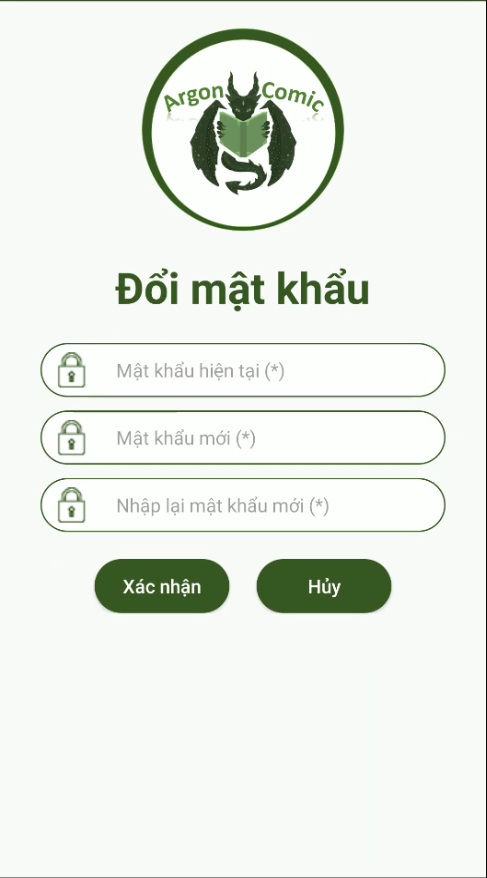 Argon Comic
Đổi mật khẩu
Mật khẩu hiện tại (*)
Mật khẩu mới (*)
Nhập lại mật khẩu mới (*)
Xác nhận
Hủy